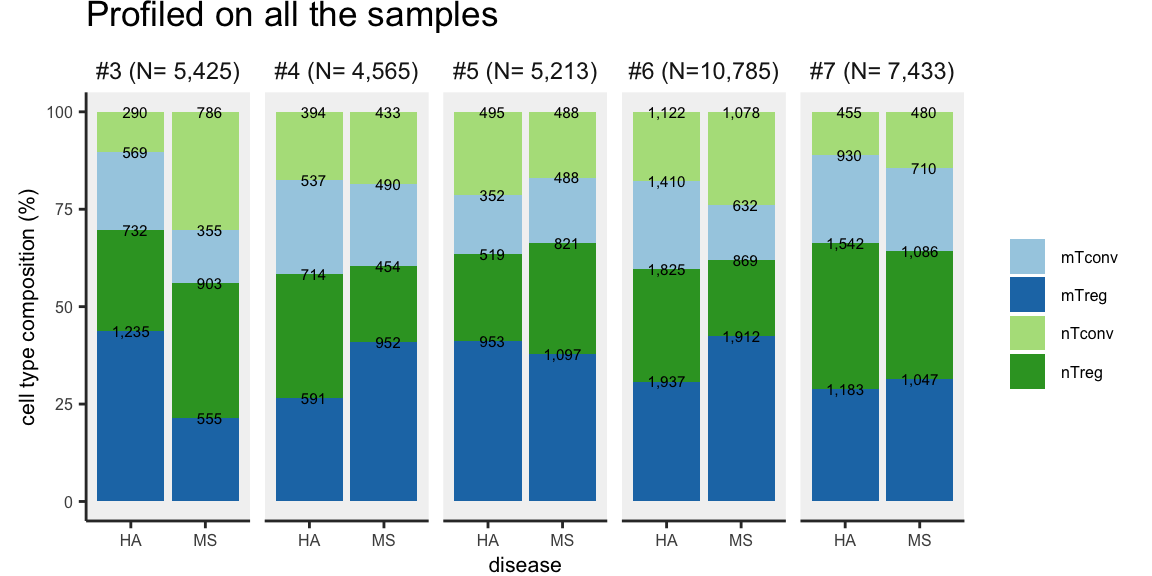 Profiled on all the samples
#3 (N= 5,425) #4 (N= 4,565) #5 (N= 5,213) #6 (N=10,785) #7 (N= 7,433)
100 290 786 394 433 495 488 1,122 1,078 455 480
569 537 490 352 488 1,410 632 930 710
75
732 355 714 454 519 821 1,825 869 1,542 1,086
903
50
1,235 555 591 952 953 1,097 1,937 1,912 1,183 1,047
25
0
cell type composition (%)
HA MS HA MS HA MS HA MS HA MS
disease
mTconv
mTreg
nTconv
nTreg